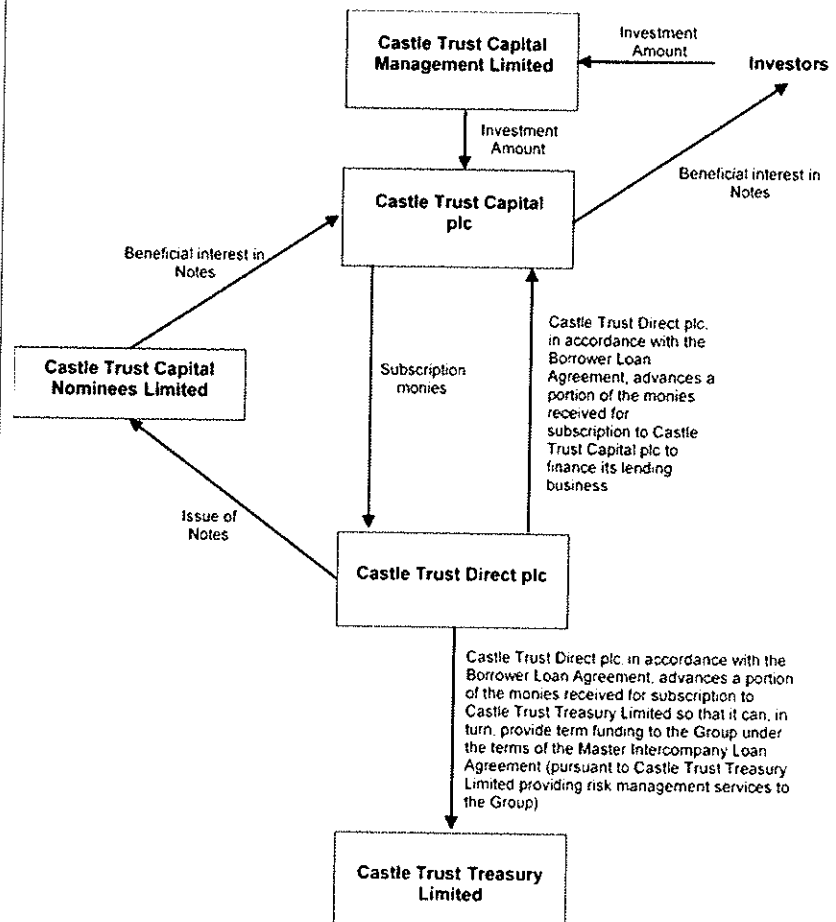 Castle Trust Capital
Management Limited
Investment
Amount
Investors
Investment
Amount
Castle Trust Capital
plc
Beneficial interest in
Notes
Beneficial interest in
Notes
Castle Trust Capital
Nominees Limited
Subscription
monies
Castle Trust Direct plc,
in accordance with the
Borrower Loan
Agreement, advances a
portion of the monies
received for
subscription to Castle
Trust Capital plc to
finance its lending
business
Issue of
Notes
Castle Trust Direct plc
Castle Trust Direct plc, in accordance with the
Borrower Loan Agreement, advances a portion
of the monies received for subscription to
Castle Trust Treasury Limited so that it can, in
turn, provide term funding to the Group under
the terms of the Master Intercompany Loan
Agreement (pursuant to Castle Trust Treasury
Limited providing risk management services to
the Group)
Castle Trust Treasury
Limited